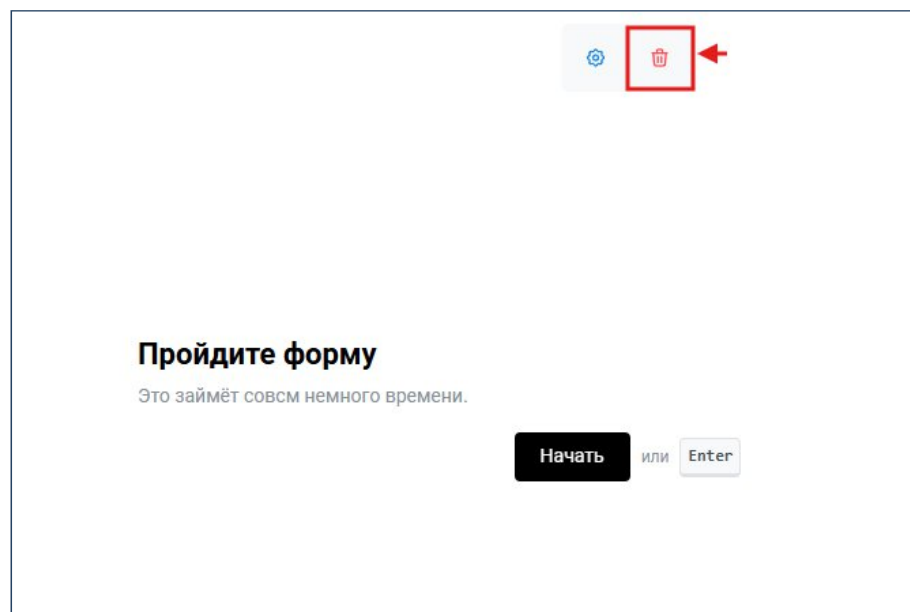 Пройдите форму
Это займёт совсм немного времени.
Начать или Enter